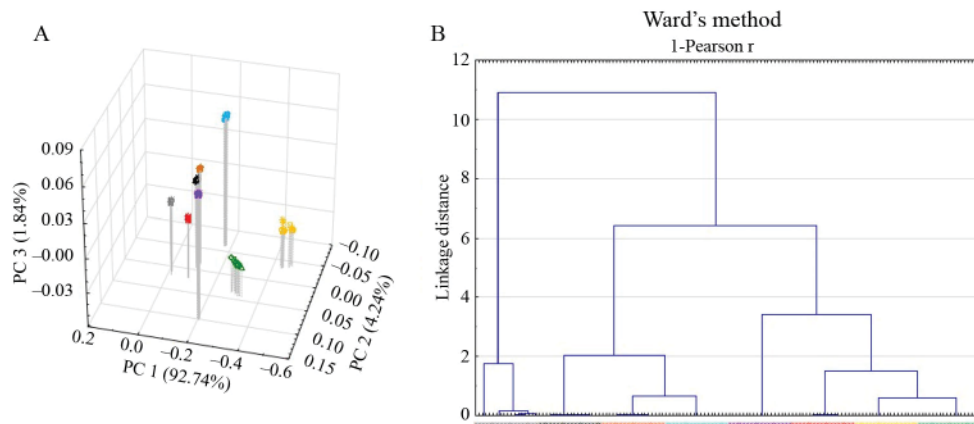 A
0.09
0.06
0.03
−0.00
−0.03
PC 3 (1.84%)
0.2
0.0
−0.2
−0.4
−0.6
PC 1 (92.74%)
−0.10
−0.05
0.00
0.05
0.10
0.15
PC 2 (4.24%)
B
Ward's method
1-Pearson r
12
10
8
6
4
2
0
Linkage distance